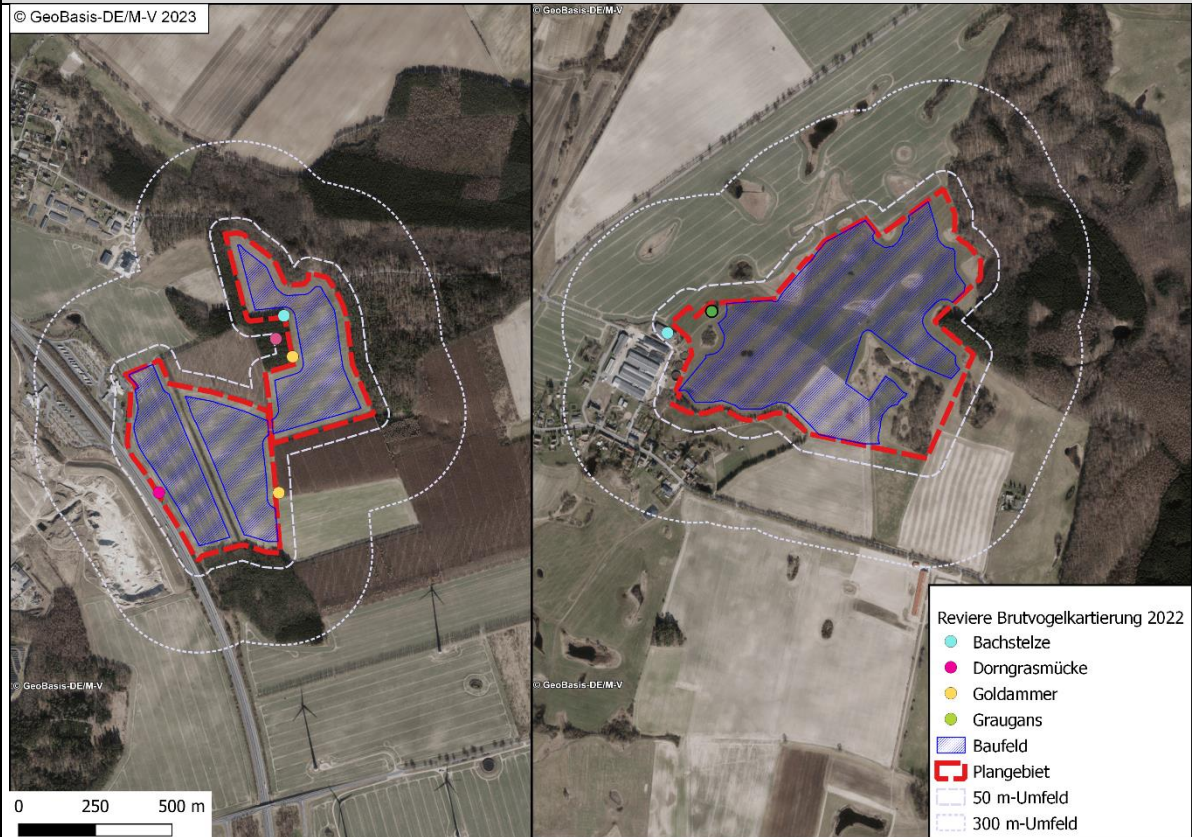 © GeoBasis-DE/M-V 2023
© GeoBasis-DE/M-V
© GeoBasis-DE/M-V
© GeoBasis-DE/M-V
Reviere Brutvogelkartierung 2022
Bachstelze
Dorngrasmücke
Goldammer
Graugans
Baufeld
Plangebiet
50 m-Umfeld
300 m-Umfeld
0 250 500 m